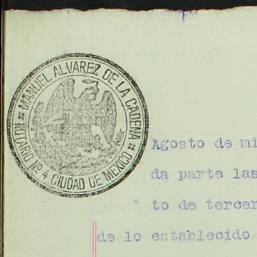 MANUEL ALVAREZ DE LA CADENA
NOTARIO Nº 4 CIUDAD DE MEXICO
Agosto de mi
da parte las
to de tercer
de lo establecido